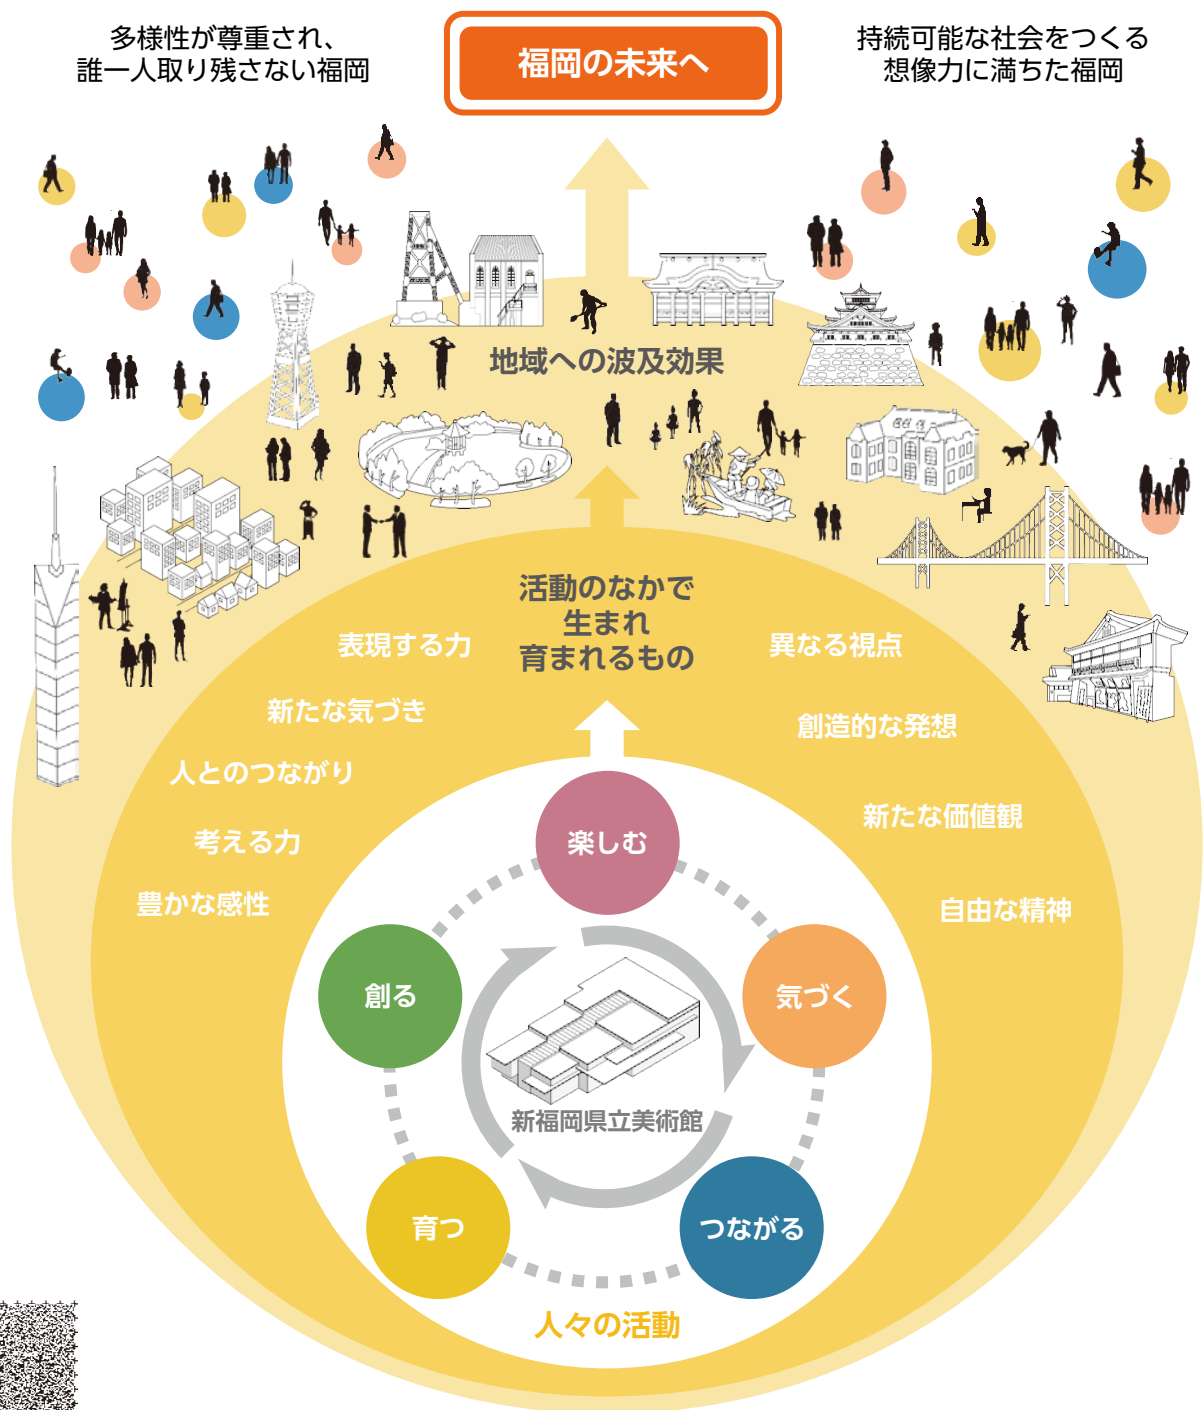 多様性が尊重され、
誰一人取り残さない福岡
福岡の未来へ
持続可能な社会をつくる
想像力に満ちた福岡
地域への波及効果
活動のなかで
生まれ
育まれるもの
表現する力
異なる視点
新たな気づき
創造的な発想
人とのつながり
新たな価値観
考える力
豊かな感性
自由な精神
楽しむ
創る
気づく
新福岡県立美術館
育つ
つながる
人々の活動